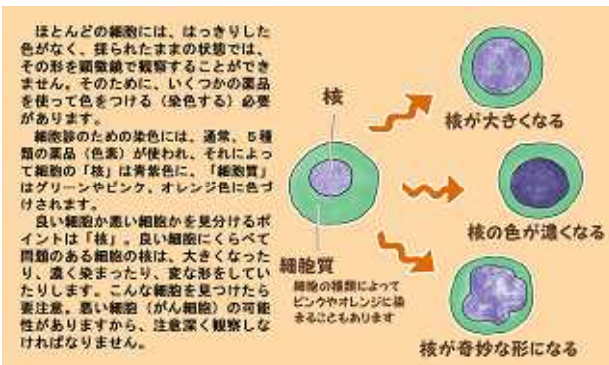 ほとんどの細胞には、はっきりした
色がなく、採られたままの状態では、
その形を顕微鏡で観察することができ
ません。そのために、いくつかの薬品
を使って色をつける(染色する)必要
があります。
細胞診のための染色には、通常、5種
類の薬品(色素)が使われ、それによっ
て細胞の「核」は青紫色に、「細胞質」
はグリーンやピンク、オレンジ色に色づ
けされます。
良い細胞か悪い細胞かを見分けるポ
イントは「核」。良い細胞にくらべて
問題のある細胞の核は、大きくなった
り、濃く染まったり、変な形をしてい
たりします。こんな細胞を見つけたら
要注意。悪い細胞(がん細胞)の可能
性がありますから、注意深く観察しな
ければなりません。
核
細胞質
細胞の種類によって
ピンクやオレンジに染
まることもあります
核が大きくなる
核の色が濃くなる
核が奇妙な形になる